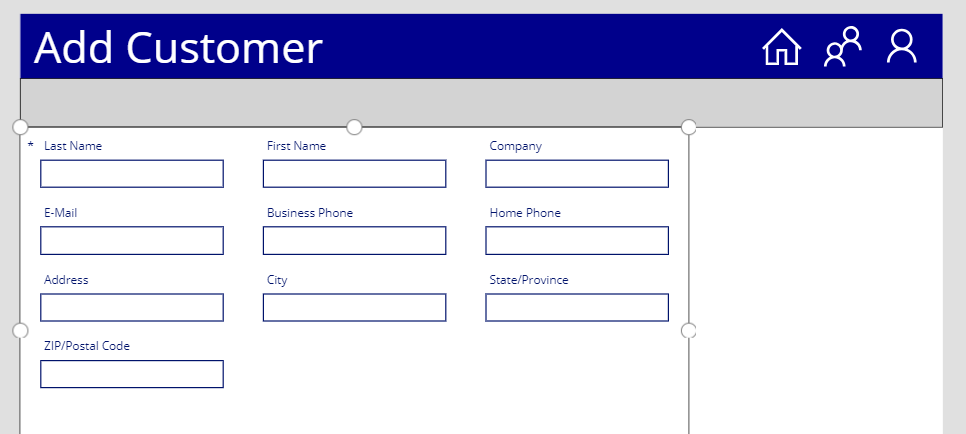 Add Customer
* Last Name First Name Company
E-Mail Business Phone Home Phone
Address City State/Province
ZIP/Postal Code